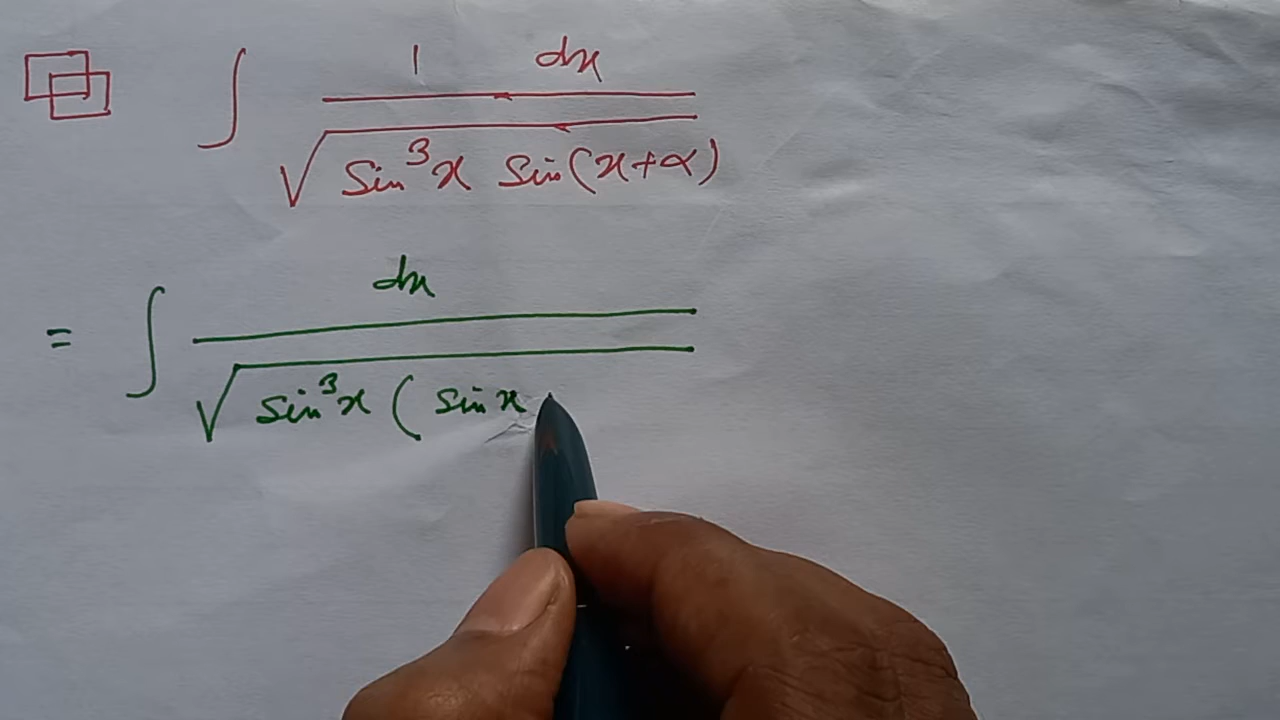 ∫ 1 dx / √(sin³x sin(x+α))
= ∫ dx / √(sin³x (sin x